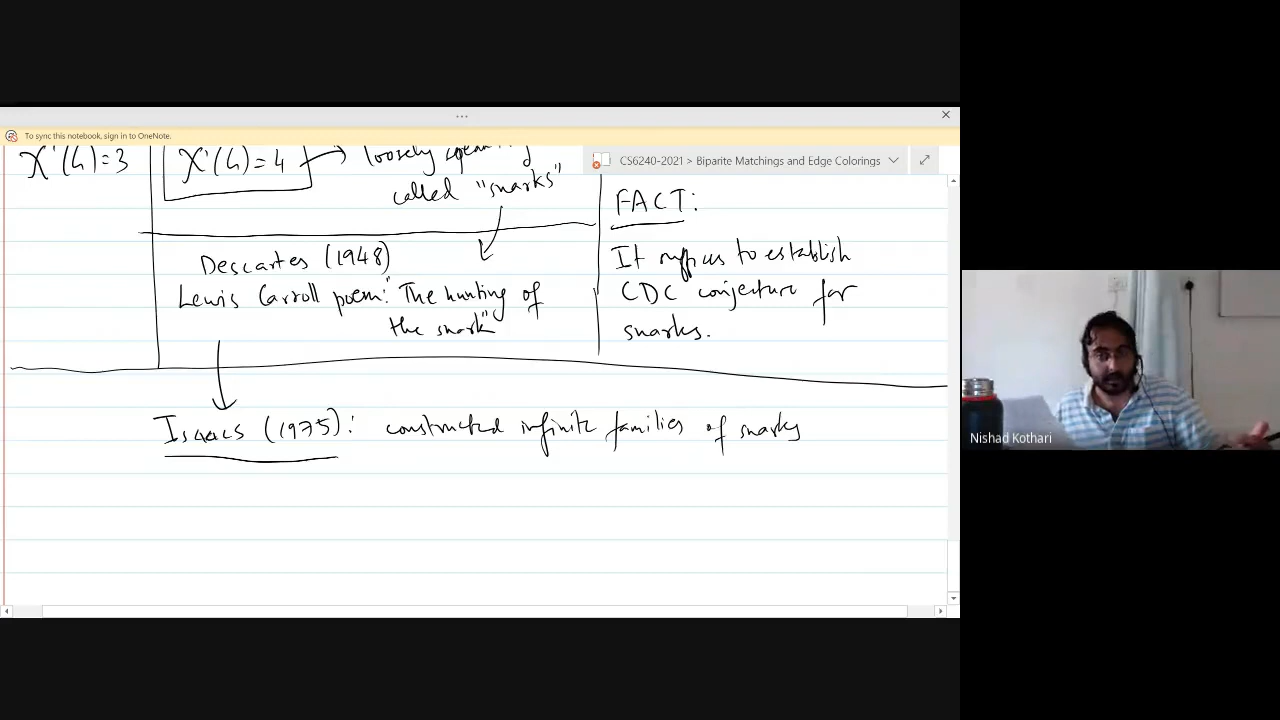 To sync this notebook, sign in to OneNote.
CS6240-2021 > Biparite Matchings and Edge Colorings
χ'(G)=3
χ'(G)=4
loosely speaking
called "snarks"
Descartes (1948)
Lewis Carroll poem: "The hunting of
the snark"
FACT:
It suffices to establish
CDC conjecture for
snarks.
Isaacs (1975): constructed infinite families of snarks
Nishad Kothari